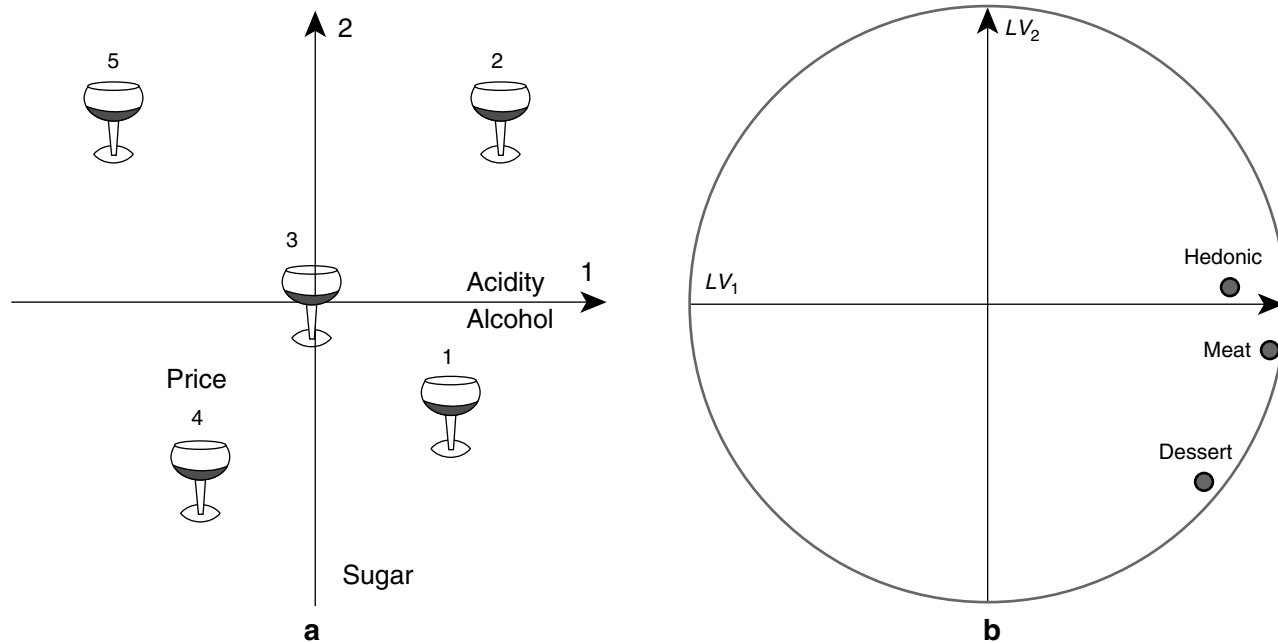 2
5
2
3
Acidity
1
Alcohol
1
Price
4
Sugar
a
LV2
Hedonic
LV1
Meat
Dessert
b